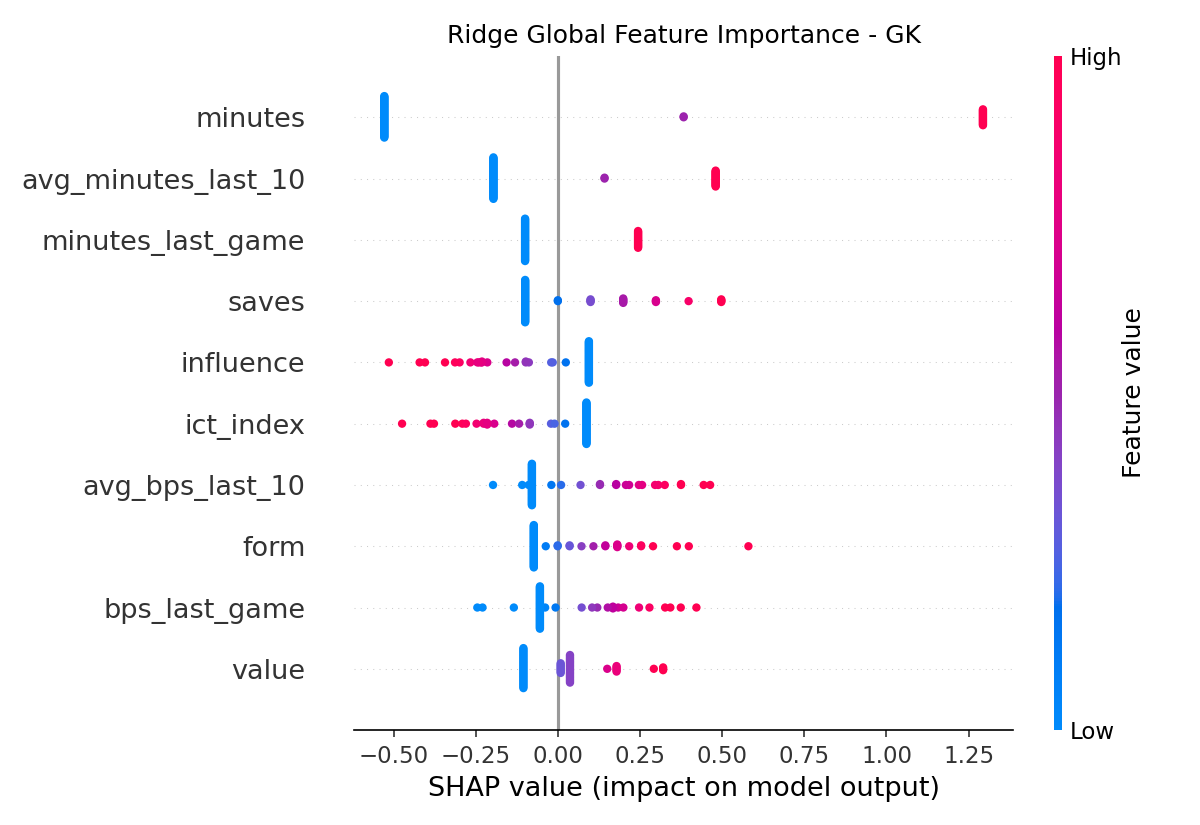 Ridge Global Feature Importance - GK
High
minutes
avg_minutes_last_10
minutes_last_game
saves
influence
ict_index
avg_bps_last_10
form
bps_last_game
value
Feature value
Low
−0.50 −0.25 0.00 0.25 0.50 0.75 1.00 1.25
SHAP value (impact on model output)